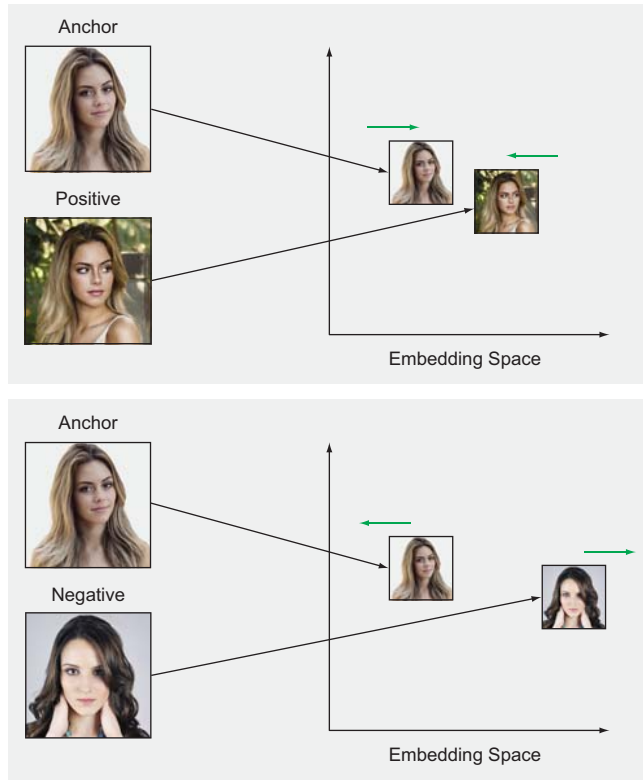 Anchor
Positive
Embedding Space
Anchor
Negative
Embedding Space